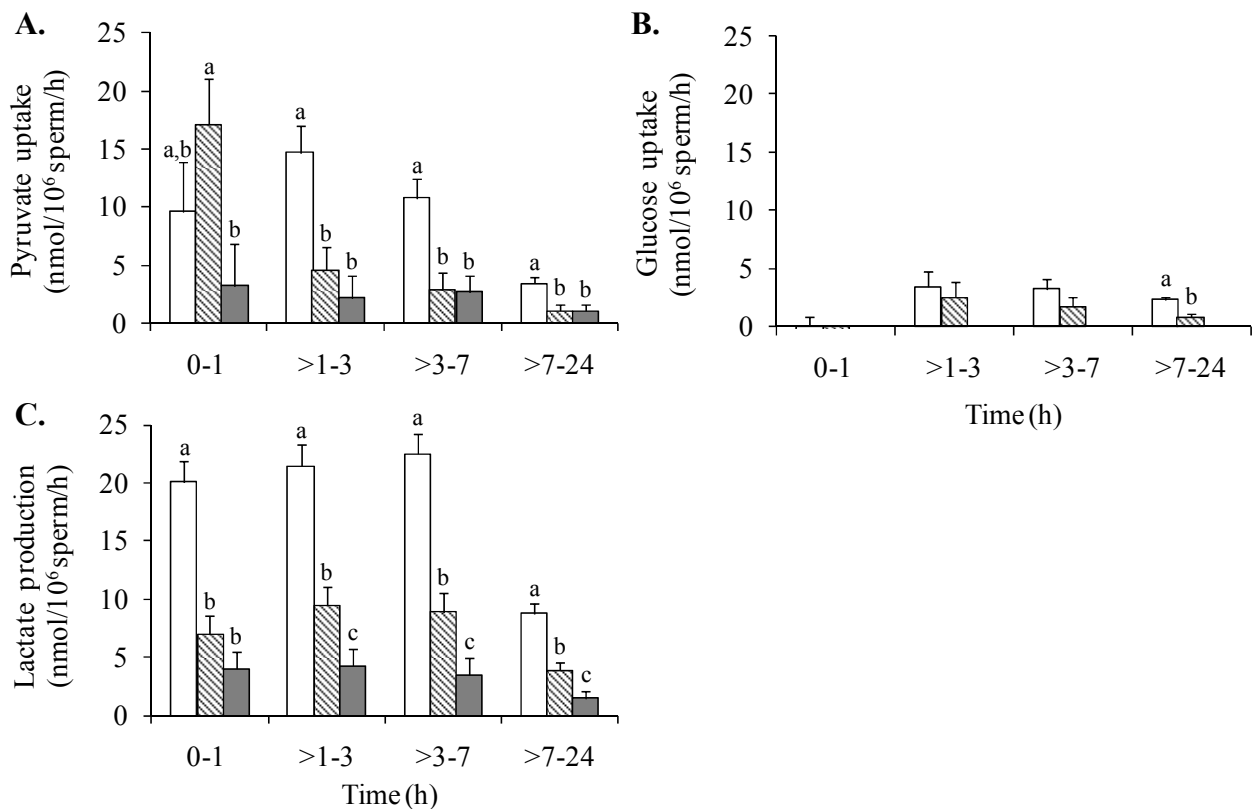 A.
Pyruvate uptake
(nmol/10⁶ sperm/h)
25
20
15
10
5
0
a,b
a
b
a
b
b
a
b
b
a
b
b
0-1
>1-3
>3-7
>7-24
B.
Glucose uptake
(nmol/10⁶ sperm/h)
25
20
15
10
5
0
a
b
0-1
>1-3
>3-7
>7-24
Time (h)
C.
Lactate production
(nmol/10⁶ sperm/h)
25
20
15
10
5
0
a
b
b
a
b
c
a
b
c
a
b
c
0-1
>1-3
>3-7
>7-24
Time (h)